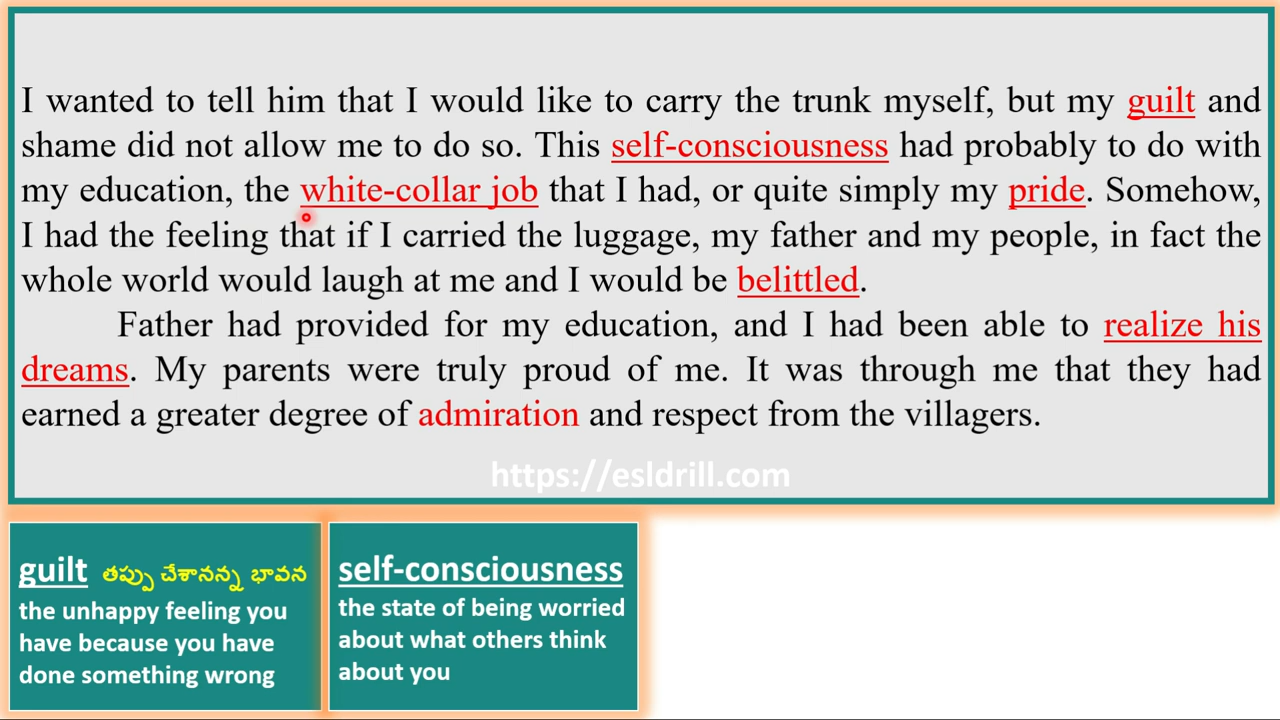 I wanted to tell him that I would like to carry the trunk myself, but my guilt and
shame did not allow me to do so. This self-consciousness had probably to do with
my education, the white-collar job that I had, or quite simply my pride. Somehow,
I had the feeling that if I carried the luggage, my father and my people, in fact the
whole world would laugh at me and I would be belittled.
Father had provided for my education, and I had been able to realize his
dreams. My parents were truly proud of me. It was through me that they had
earned a greater degree of admiration and respect from the villagers.
https://esldrill.com
guilt తప్పు చేశానన్న భావన
the unhappy feeling you
have because you have
done something wrong
self-consciousness
the state of being worried
about what others think
about you